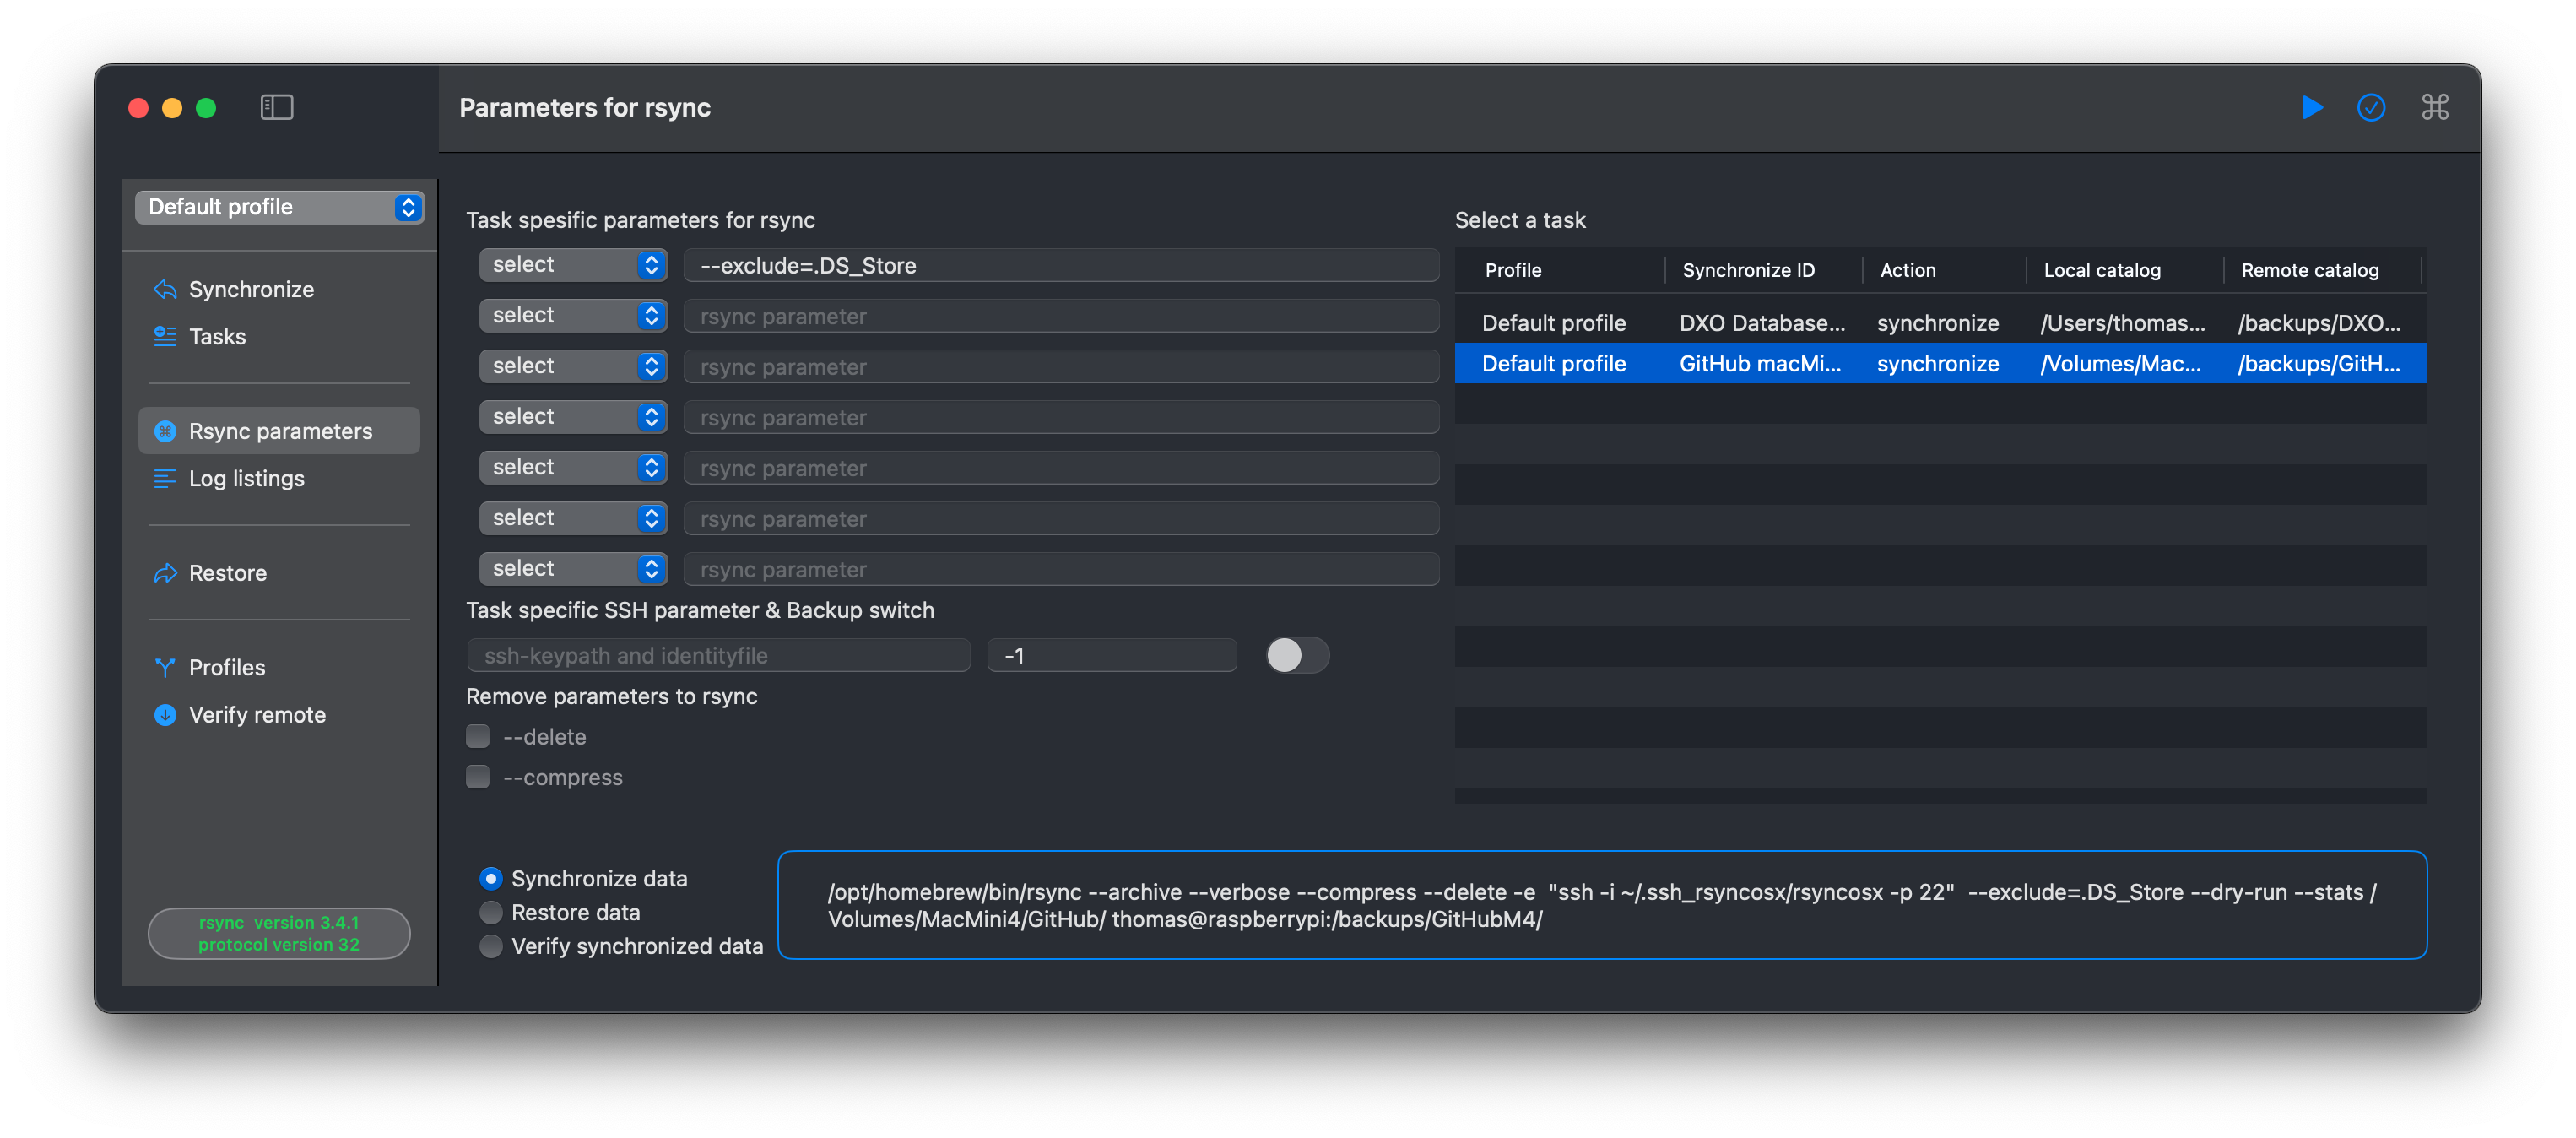 Parameters for rsync
Default profile
Synchronize
Tasks
Rsync parameters
Log listings
Restore
Profiles
Verify remote
rsync version 3.4.1
protocol version 32
Task spesific parameters for rsync
select --exclude=.DS_Store
select rsync parameter
select rsync parameter
select rsync parameter
select rsync parameter
select rsync parameter
select rsync parameter
Task specific SSH parameter & Backup switch
ssh-keypath and identityfile -1
Remove parameters to rsync
--delete
--compress
Select a task
Profile Synchronize ID Action Local catalog Remote catalog
Default profile DXO Database... synchronize /Users/thomas... /backups/DXO...
Default profile GitHub macMi... synchronize /Volumes/Mac... /backups/GitH...
Synchronize data
Restore data
Verify synchronized data
/opt/homebrew/bin/rsync --archive --verbose --compress --delete -e "ssh -i ~/.ssh_rsyncosx/rsyncosx -p 22" --exclude=.DS_Store --dry-run --stats /
Volumes/MacMini4/GitHub/ thomas@raspberrypi:/backups/GitHubM4/